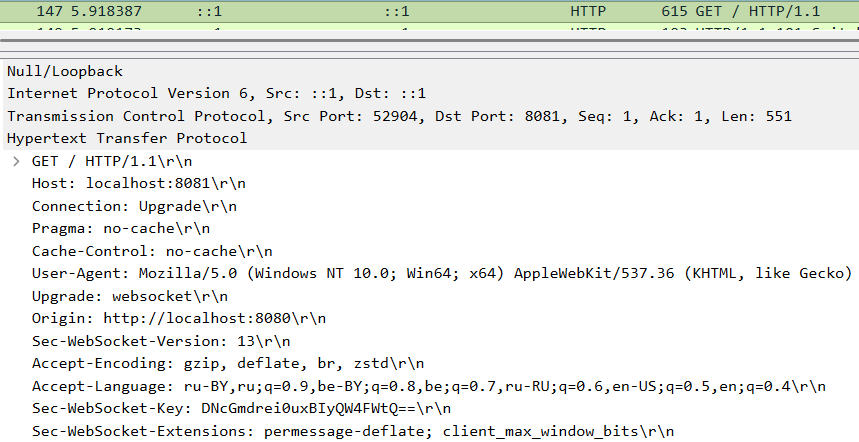 147 5.918387 ::1 ::1 HTTP 615 GET / HTTP/1.1
Null/Loopback
Internet Protocol Version 6, Src: ::1, Dst: ::1
Transmission Control Protocol, Src Port: 52904, Dst Port: 8081, Seq: 1, Ack: 1, Len: 551
Hypertext Transfer Protocol
GET / HTTP/1.1\r\n
Host: localhost:8081\r\n
Connection: Upgrade\r\n
Pragma: no-cache\r\n
Cache-Control: no-cache\r\n
User-Agent: Mozilla/5.0 (Windows NT 10.0; Win64; x64) AppleWebKit/537.36 (KHTML, like Gecko)
Upgrade: websocket\r\n
Origin: http://localhost:8080\r\n
Sec-WebSocket-Version: 13\r\n
Accept-Encoding: gzip, deflate, br, zstd\r\n
Accept-Language: ru-BY,ru;q=0.9,be-BY;q=0.8,be;q=0.7,ru-RU;q=0.6,en-US;q=0.5,en;q=0.4\r\n
Sec-WebSocket-Key: DNcGmdrei0uxBIyQW4FWtQ==\r\n
Sec-WebSocket-Extensions: permessage-deflate; client_max_window_bits\r\n